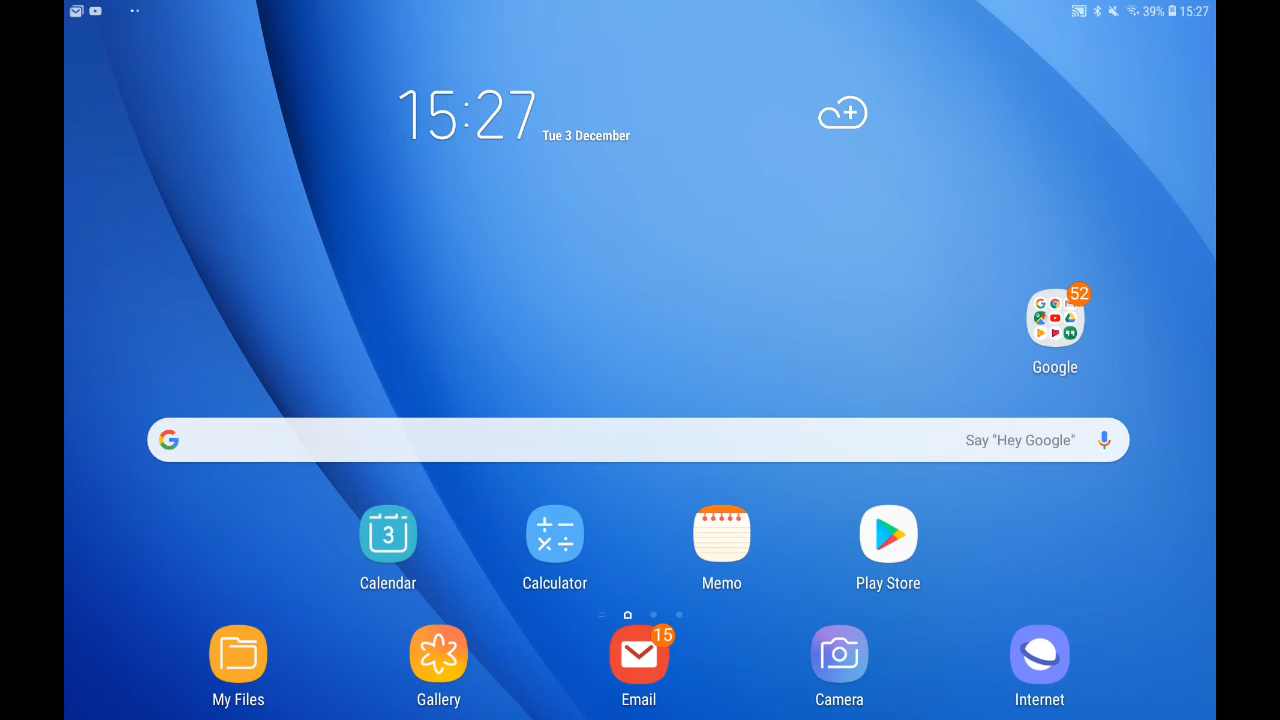 39% 15:27
15:27 Tue 3 December
52
Google
Say "Hey Google"
3
Calendar Calculator Memo Play Store
15
My Files Gallery Email Camera Internet